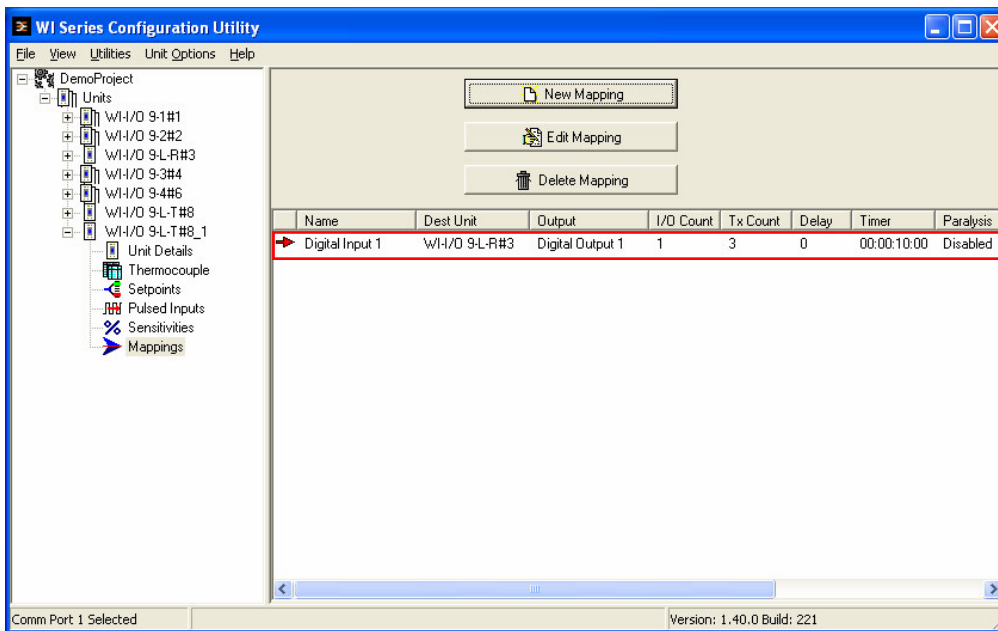 WI Series Configuration Utility
File View Utilities Unit Options Help
DemoProject
Units
WI-I/O 9-1#1
WI-I/O 9-2#2
WI-I/O 9-L-R#3
WI-I/O 9-3#4
WI-I/O 9-4#6
WI-I/O 9-L-T#8
WI-I/O 9-L-T#8_1
Unit Details
Thermocouple
Setpoints
Pulsed Inputs
Sensitivities
Mappings
New Mapping
Edit Mapping
Delete Mapping
Name Dest Unit Output I/O Count Tx Count Delay Timer Paralysis
Digital Input 1 WI-I/O 9-L-R#3 Digital Output 1 1 3 0 00:00:10:00 Disabled
Comm Port 1 Selected Version: 1.40.0 Build: 221